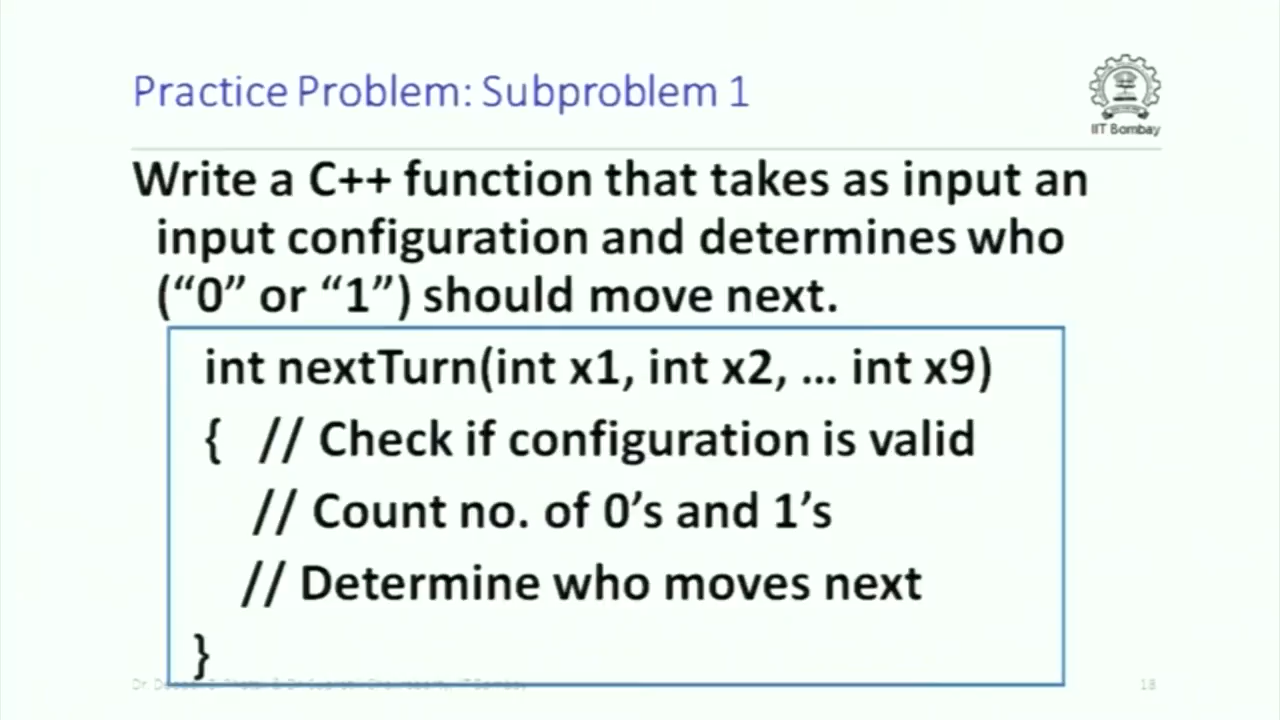 Practice Problem: Subproblem 1
IIT Bombay
Write a C++ function that takes as input an
input configuration and determines who
(“0” or “1”) should move next.
int nextTurn(int x1, int x2, ... int x9)
{ // Check if configuration is valid
// Count no. of 0’s and 1’s
// Determine who moves next
}
18